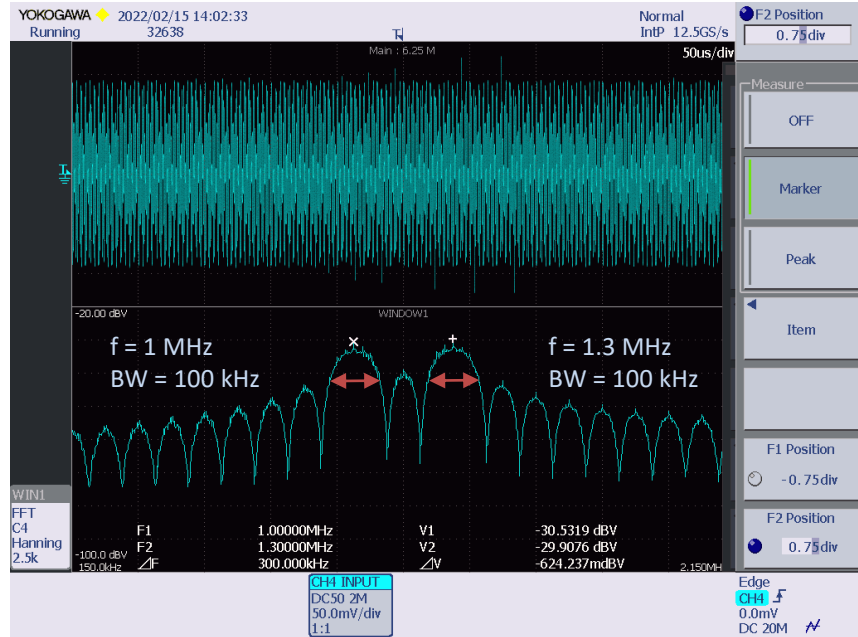 YOKOGAWA 2022/02/15 14:02:33 Normal
Running 32638 IntP 12.5GS/s
Main : 6.25 M 50us/div
F2 Position
0.75div
Measure
OFF
Marker
Peak
Item
F1 Position
-0.75div
F2 Position
0.75div
-20.00 dBV WINDOW1
f = 1 MHz
BW = 100 kHz
f = 1.3 MHz
BW = 100 kHz
WIN1
FFT
C4
Hanning
2.5k
F1 1.00000MHz V1 -30.5319 dBV
F2 1.30000MHz V2 -29.9076 dBV
⊿F 300.000kHz ⊿V -624.237mdBV
-100.0 dBV
150.0kHz 2.150MH
CH4 INPUT
DC50 2M
50.0mV/div
1:1
Edge
CH4
0.0mV
DC 20M